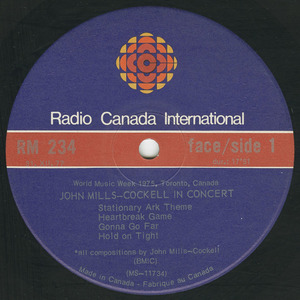 Radio Canada International
RM 234
face/side 1
World Music Week 1975, Toronto, Canada
JOHN MILLS-COCKELL IN CONCERT
Stationary Ark Theme
Heartbreak Game
Gonna Go Far
Hold on Tight
*all compositions by John Mills-Cockell
(BMIC)
(MS-11734)
Made in Canada - Fabriqué au Canada